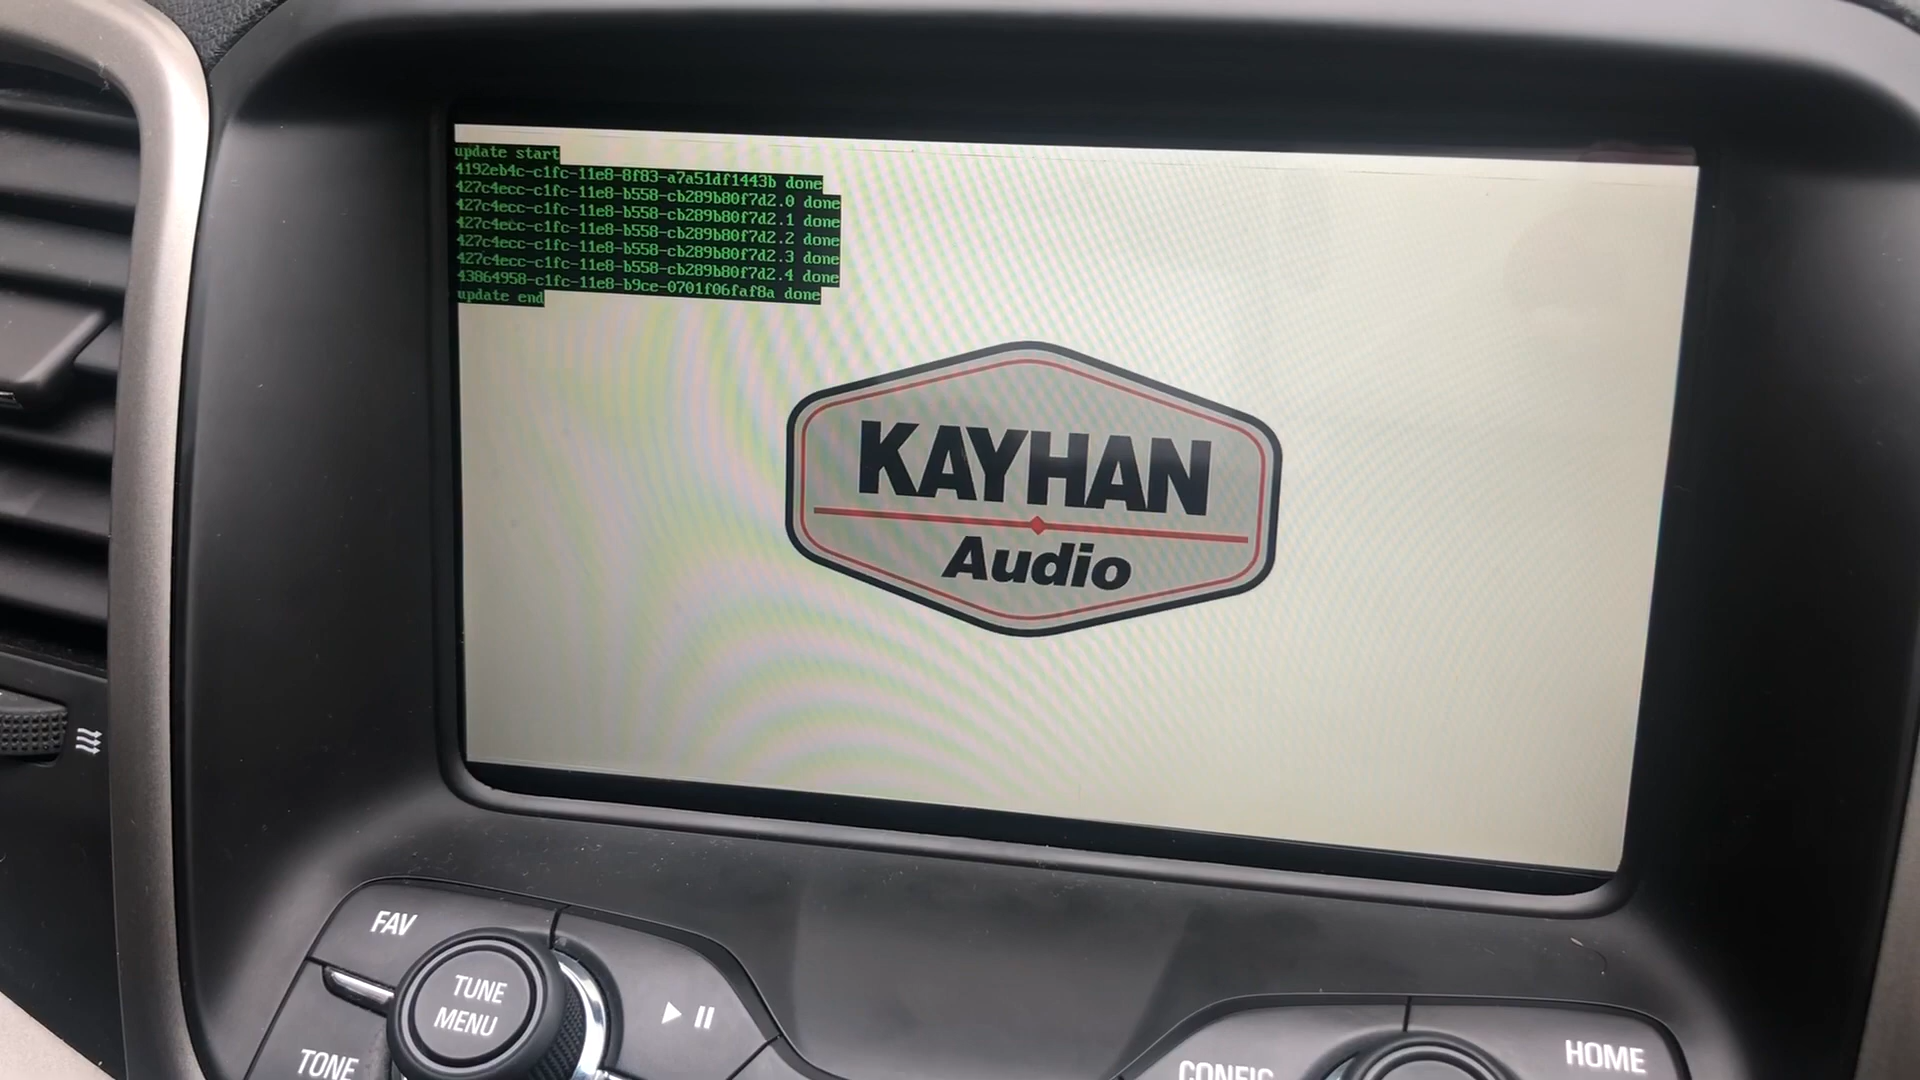 update start
4192eb4c-c1fc-11e8-8f83-a7a51df1443b done
427c4ecc-c1fc-11e8-b558-cb289b80f7d2.0 done
427c4ecc-c1fc-11e8-b558-cb289b80f7d2.1 done
427c4ecc-c1fc-11e8-b558-cb289b80f7d2.2 done
427c4ecc-c1fc-11e8-b558-cb289b80f7d2.3 done
427c4ecc-c1fc-11e8-b558-cb289b80f7d2.4 done
43864958-c1fc-11e8-b9ce-0701f06faf8a done
update end
KAYHAN
Audio
FAV
TUNE
MENU
TONE
CONFIG
HOME